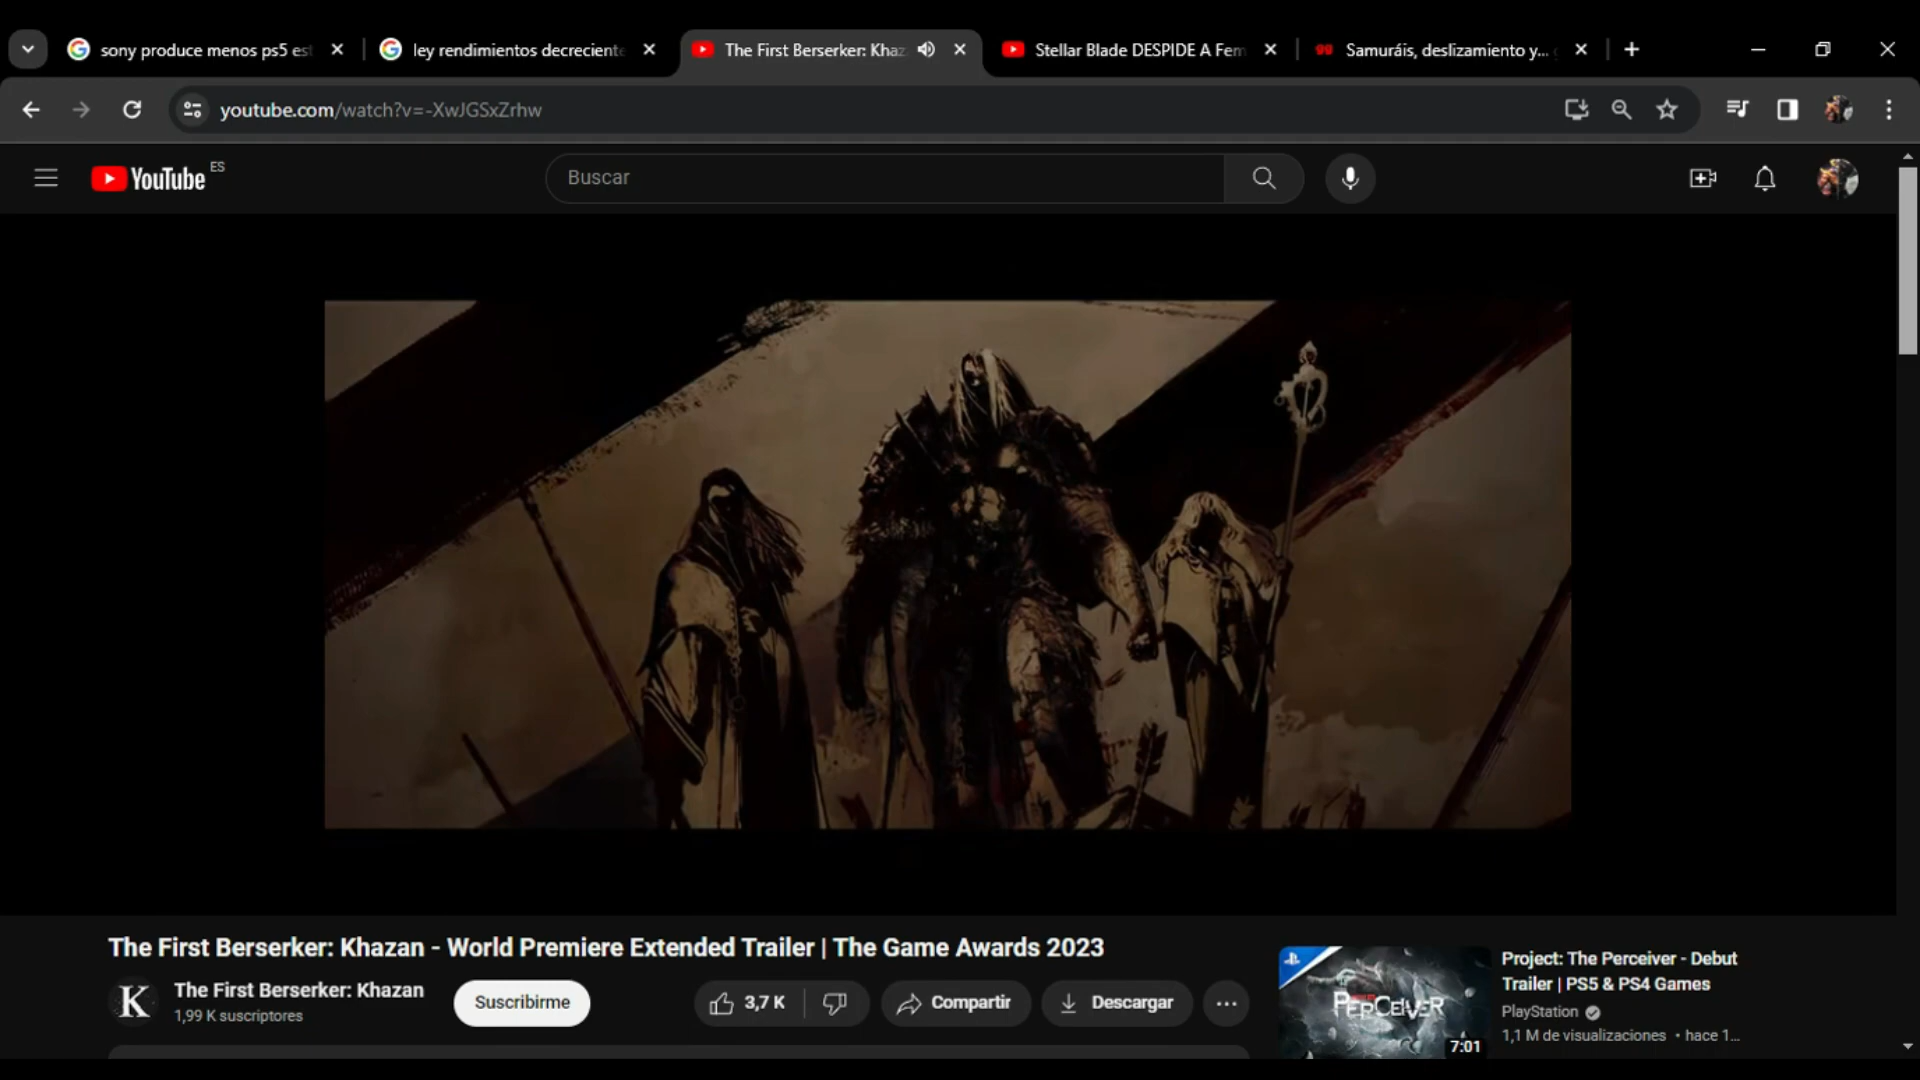 sony produce menos ps5 est
ley rendimientos decreciente
The First Berserker: Khaz
Stellar Blade DESPIDE A Fem
Samuráis, deslizamiento y...
youtube.com/watch?v=-XwJGSxZrhw
YouTube ES
Buscar
The First Berserker: Khazan - World Premiere Extended Trailer | The Game Awards 2023
K
The First Berserker: Khazan
1,99 K suscriptores
Suscribirme
3,7 K
Compartir
Descargar
PERCEIVER
7:01
Project: The Perceiver - Debut
Trailer | PS5 & PS4 Games
PlayStation
1,1 M de visualizaciones • hace 1...